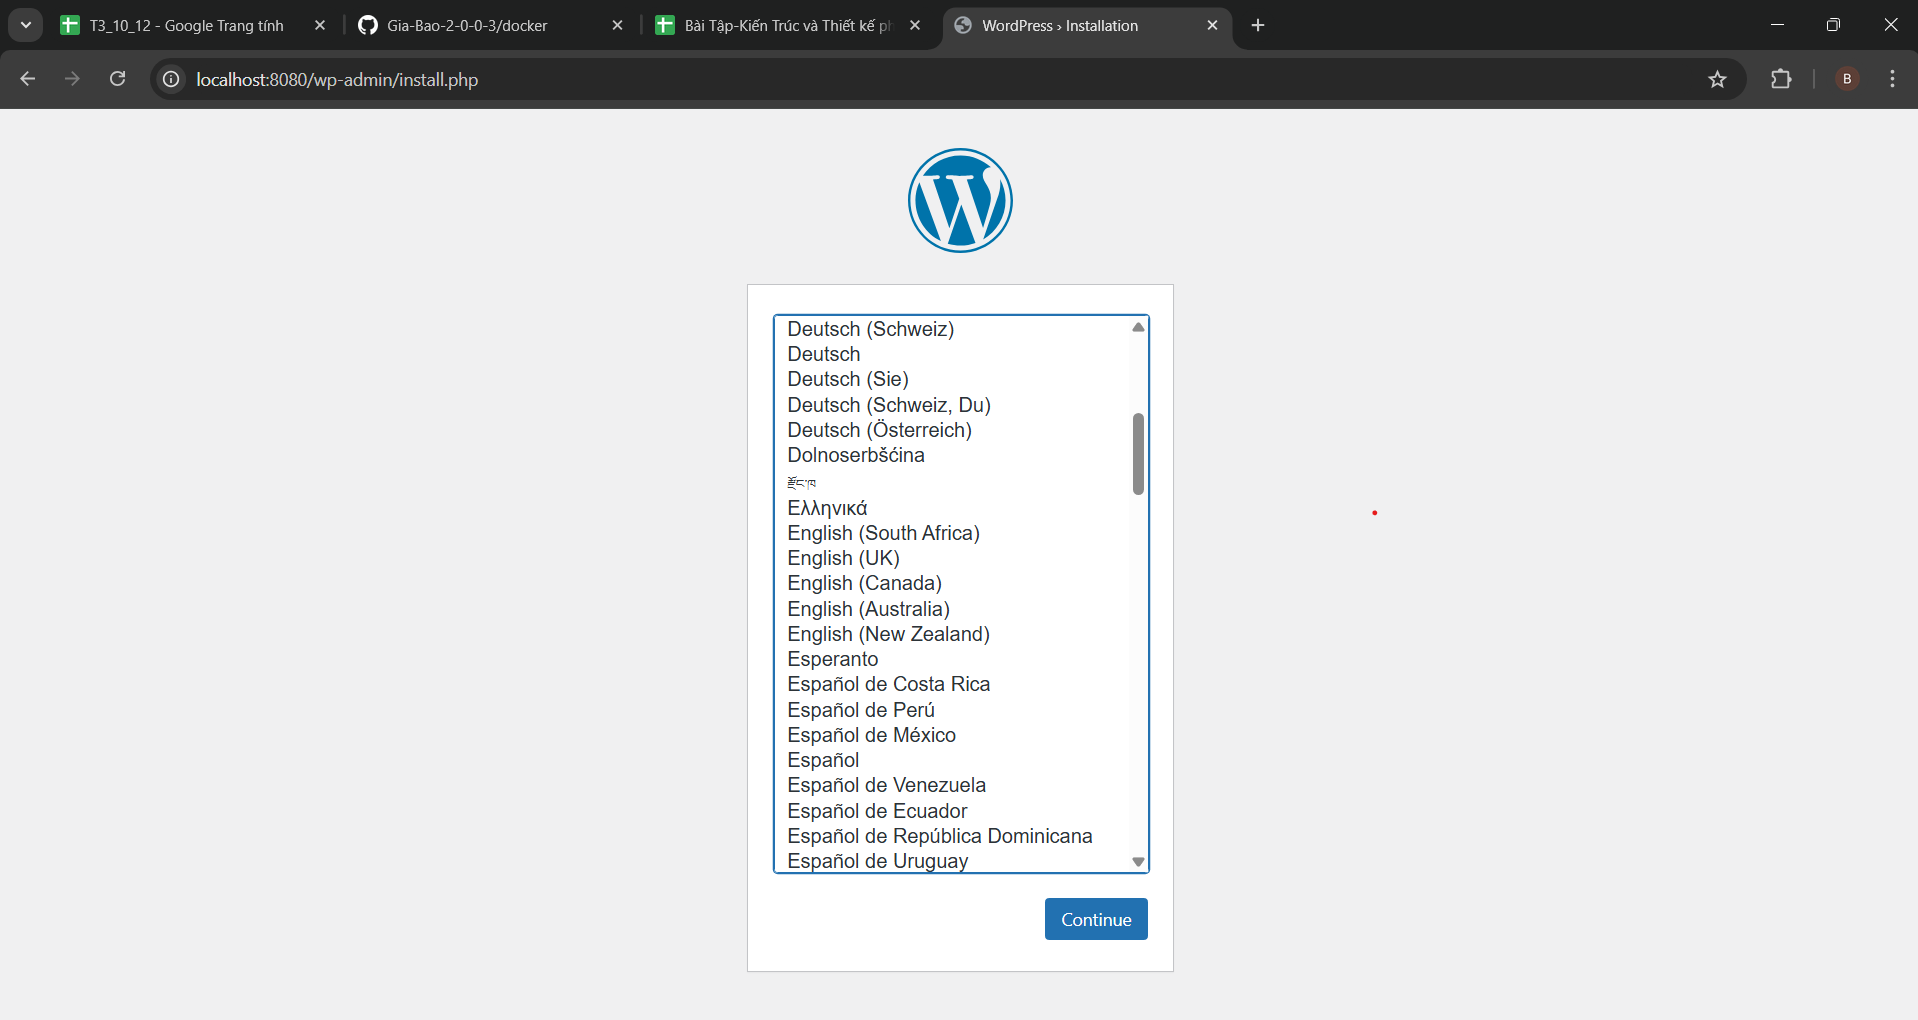 T3_10_12 - Google Trang tính
Gia-Bao-2-0-0-3/docker
Bài Tập-Kiến Trúc và Thiết kế ph
WordPress › Installation
localhost:8080/wp-admin/install.php
B
Deutsch (Schweiz)
Deutsch
Deutsch (Sie)
Deutsch (Schweiz, Du)
Deutsch (Österreich)
Dolnoserbšćina
རྫོང་ཁ
Ελληνικά
English (South Africa)
English (UK)
English (Canada)
English (Australia)
English (New Zealand)
Esperanto
Español de Costa Rica
Español de Perú
Español de México
Español
Español de Venezuela
Español de Ecuador
Español de República Dominicana
Español de Uruguay
Continue